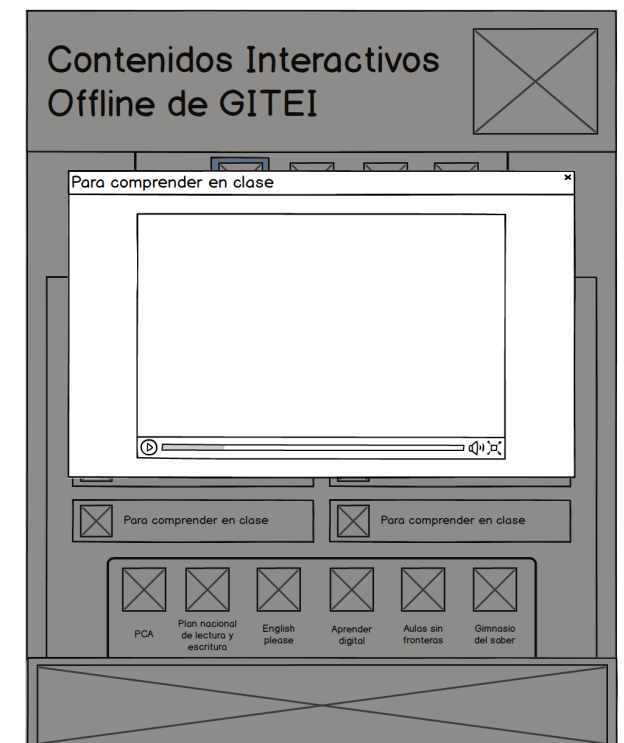 Contenidos Interactivos
Offline de GITEI
Para comprender en clase
Para comprender en clase
Para comprender en clase
PCA
Plan nacional
de lectura y
escritura
English
please
Aprender
digital
Aulas sin
fronteras
Gimnasio
del saber